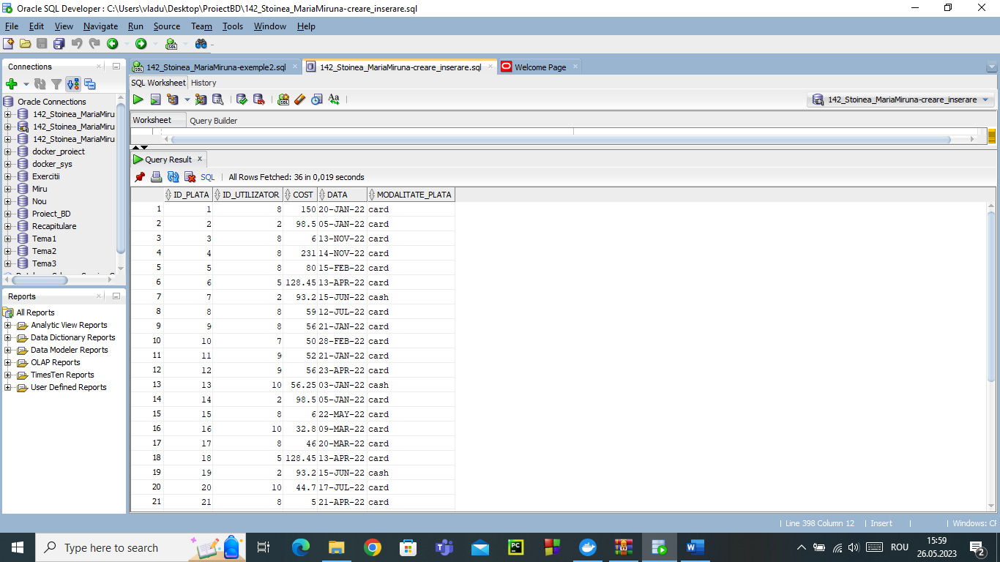 Oracle SQL Developer : C:\Users\vladu\Desktop\ProiectBD\142_Stoinea_MariaMiruna-creare_inserare.sql
File Edit View Navigate Run Source Team Tools Window Help
Connections
Oracle Connections
142_Stoinea_MariaMiru
142_Stoinea_MariaMiru
142_Stoinea_MariaMiru
docker_proiect
docker_sys
Exercitii
Miru
Nou
Proiect_BD
Recapitulare
Tema1
Tema2
Tema3
Reports
All Reports
Analytic View Reports
Data Dictionary Reports
Data Modeler Reports
OLAP Reports
TimesTen Reports
User Defined Reports
142_Stoinea_MariaMiruna-exemple2.sql 142_Stoinea_MariaMiruna-creare_inserare.sql Welcome Page
SQL Worksheet History
142_Stoinea_MariaMiruna-creare_inserare
Worksheet Query Builder
Query Result x
SQL | All Rows Fetched: 36 in 0,019 seconds
ID_PLATA ID_UTILIZATOR COST DATA MODALITATE_PLATA
1 1 8 150 20-JAN-22 card
2 2 2 98.5 05-JAN-22 card
3 3 8 6 13-NOV-22 card
4 4 8 231 14-NOV-22 card
5 5 8 80 15-FEB-22 card
6 6 5 128.45 13-APR-22 card
7 7 2 93.2 15-JUN-22 cash
8 8 8 59 12-JUL-22 card
9 9 8 56 21-JAN-22 card
10 10 7 50 28-FEB-22 card
11 11 9 52 21-JAN-22 card
12 12 9 56 23-APR-22 card
13 13 10 56.25 03-JAN-22 cash
14 14 2 98.5 05-JAN-22 card
15 15 8 6 22-MAY-22 card
16 16 10 32.8 09-MAR-22 card
17 17 8 46 20-MAR-22 card
18 18 5 128.45 13-APR-22 card
19 19 2 93.2 15-JUN-22 cash
20 20 10 44.7 17-JUL-22 card
21 21 8 5 21-APR-22 card
| Line 398 Column 12 | Insert | | Windows: CR
Type here to search
ROU
15:59
26.05.2023
2